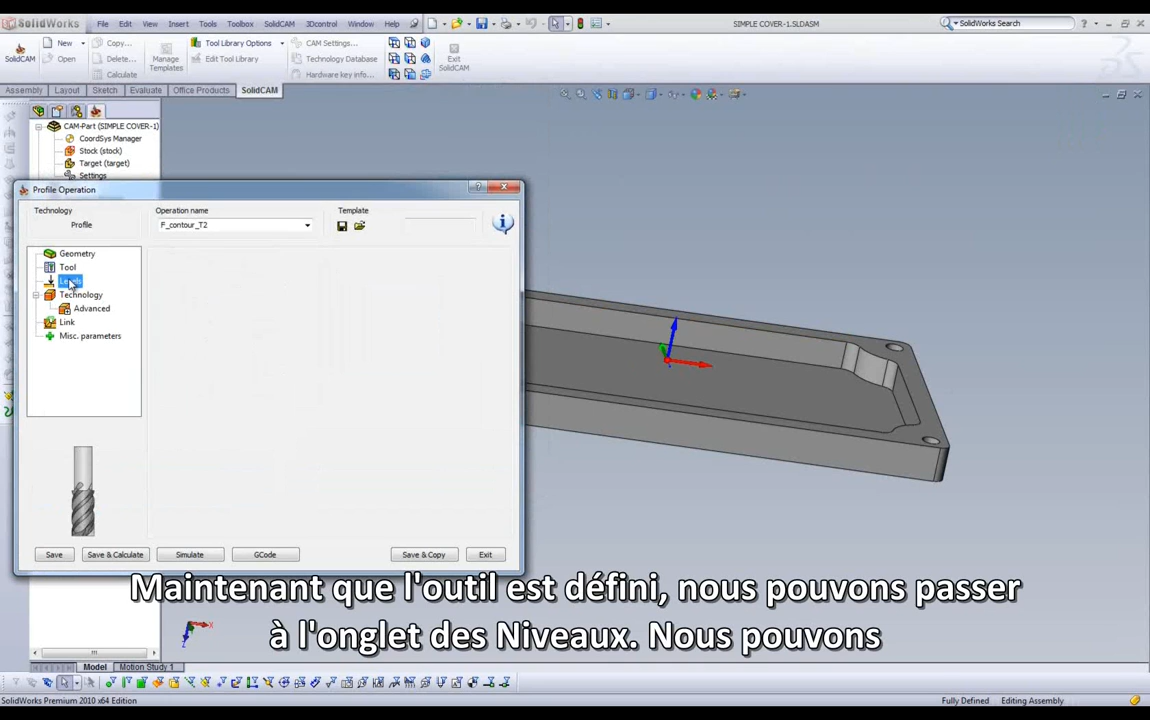 SolidWorks File Edit View Insert Tools Toolbox SolidCAM 3Dcontrol Window Help SIMPLE COVER-1.SLDASM SolidWorks Search
SolidCAM New Open Copy... Delete... Calculate Manage Templates Tool Library Options Edit Tool Library CAM Settings... Technology Database Hardware key info... Exit SolidCAM
Assembly Layout Sketch Evaluate Office Products SolidCAM
CAM-Part (SIMPLE COVER-1)
CoordSys Manager
Stock (stock)
Target (target)
Settings
Profile Operation
Technology Operation name Template
Profile F_contour_T2
Geometry
Tool
Levels
Technology
Advanced
Link
Misc. parameters
Save Save & Calculate Simulate GCode Save & Copy Exit
Maintenant que l'outil est défini, nous pouvons passer
à l'onglet des Niveaux. Nous pouvons
Model Motion Study 1
SolidWorks Premium 2010 x64 Edition Fully Defined Editing Assembly